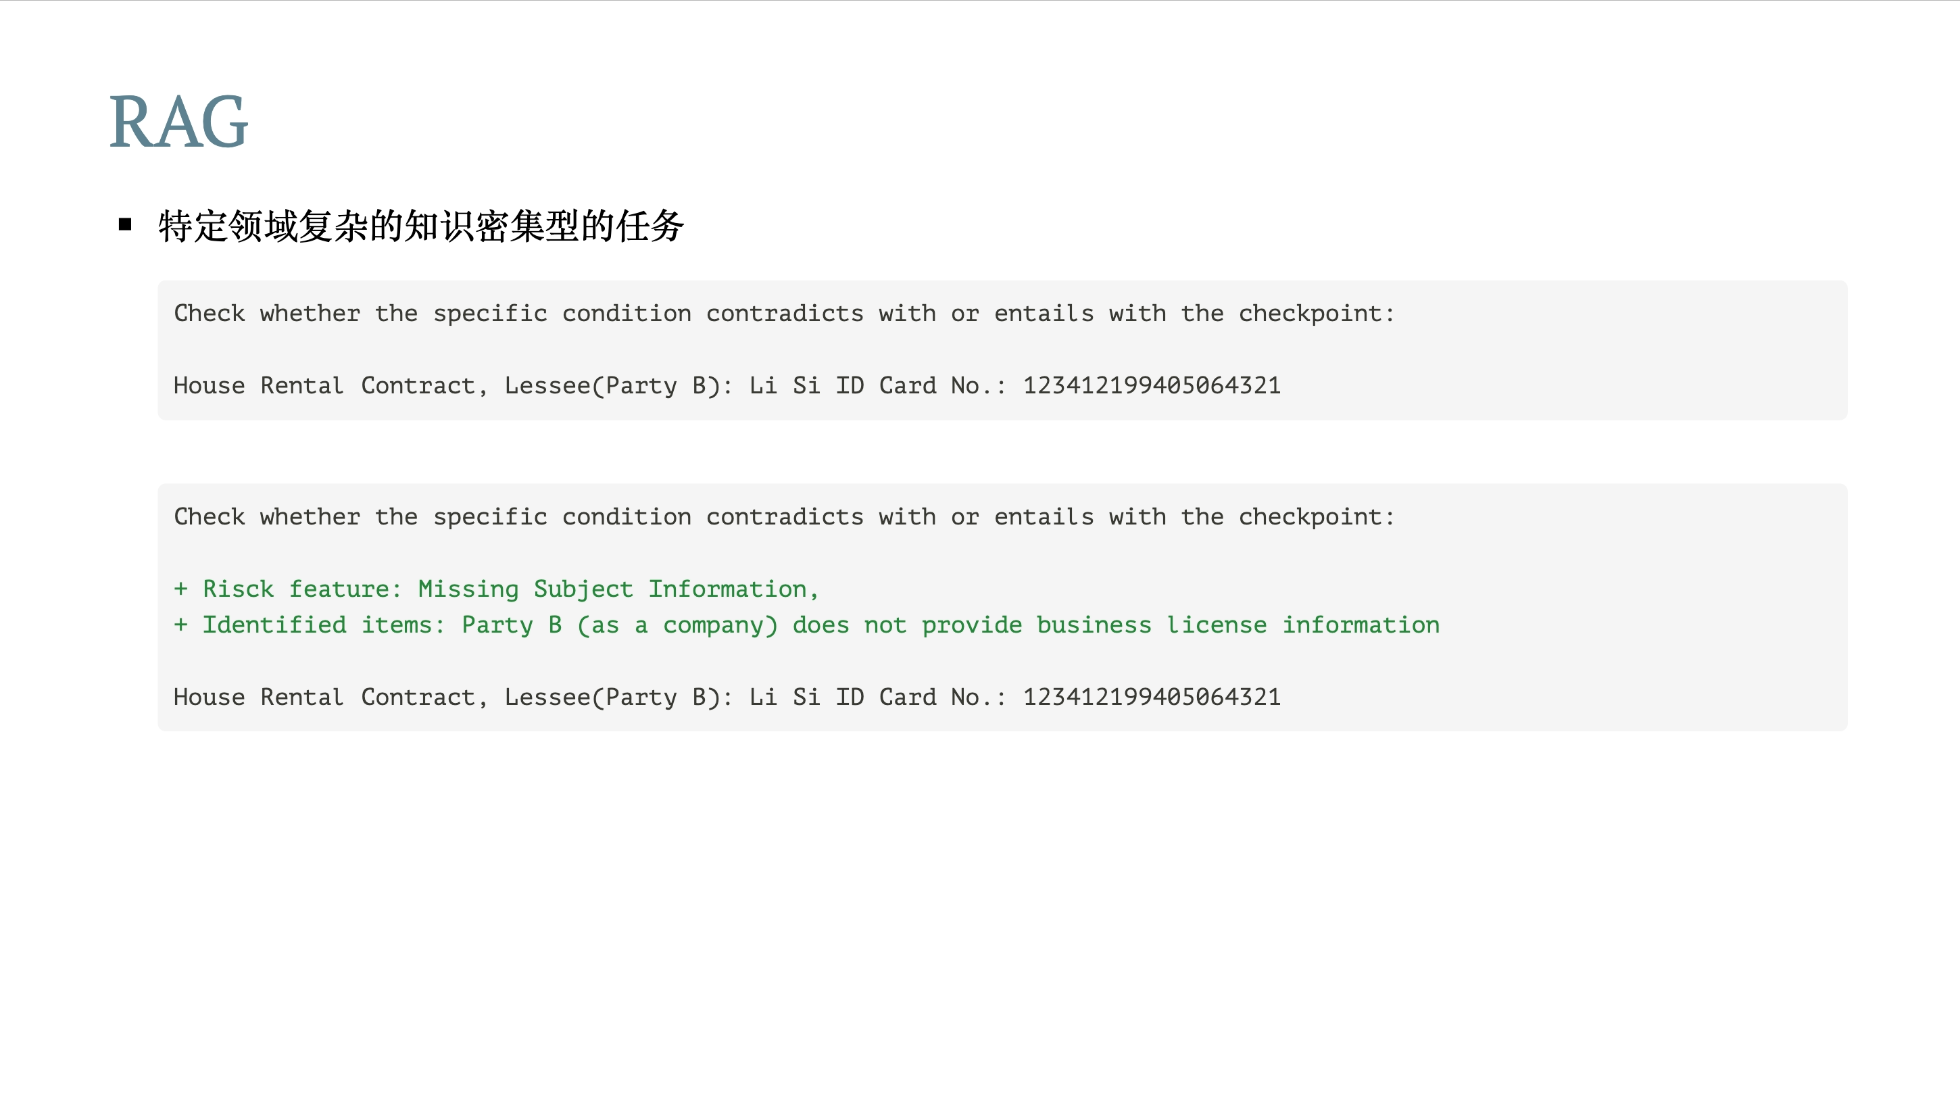 RAG
▪ 特定领域复杂的知识密集型的任务
Check whether the specific condition contradicts with or entails with the checkpoint:
House Rental Contract, Lessee(Party B): Li Si ID Card No.: 123412199405064321
Check whether the specific condition contradicts with or entails with the checkpoint:
+ Risck feature: Missing Subject Information,
+ Identified items: Party B (as a company) does not provide business license information
House Rental Contract, Lessee(Party B): Li Si ID Card No.: 123412199405064321